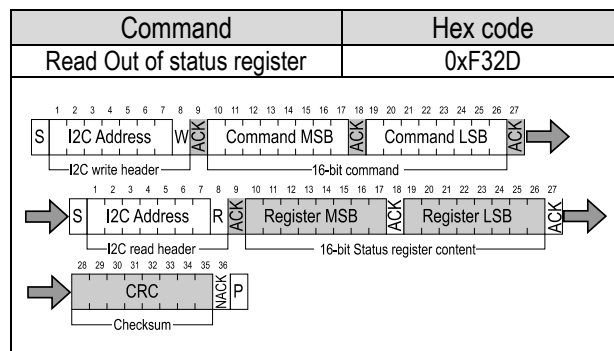 Command Hex code
Read Out of status register 0xF32D
1 2 3 4 5 6 7 8 9 10 11 12 13 14 15 16 17 18 19 20 21 22 23 24 25 26 27
S I2C Address W ACK Command MSB ACK Command LSB ACK
I2C write header 16-bit command
1 2 3 4 5 6 7 8 9 10 11 12 13 14 15 16 17 18 19 20 21 22 23 24 25 26 27
S I2C Address R ACK Register MSB ACK Register LSB ACK
I2C read header 16-bit Status register content
28 29 30 31 32 33 34 35 36
CRC NACK P
Checksum